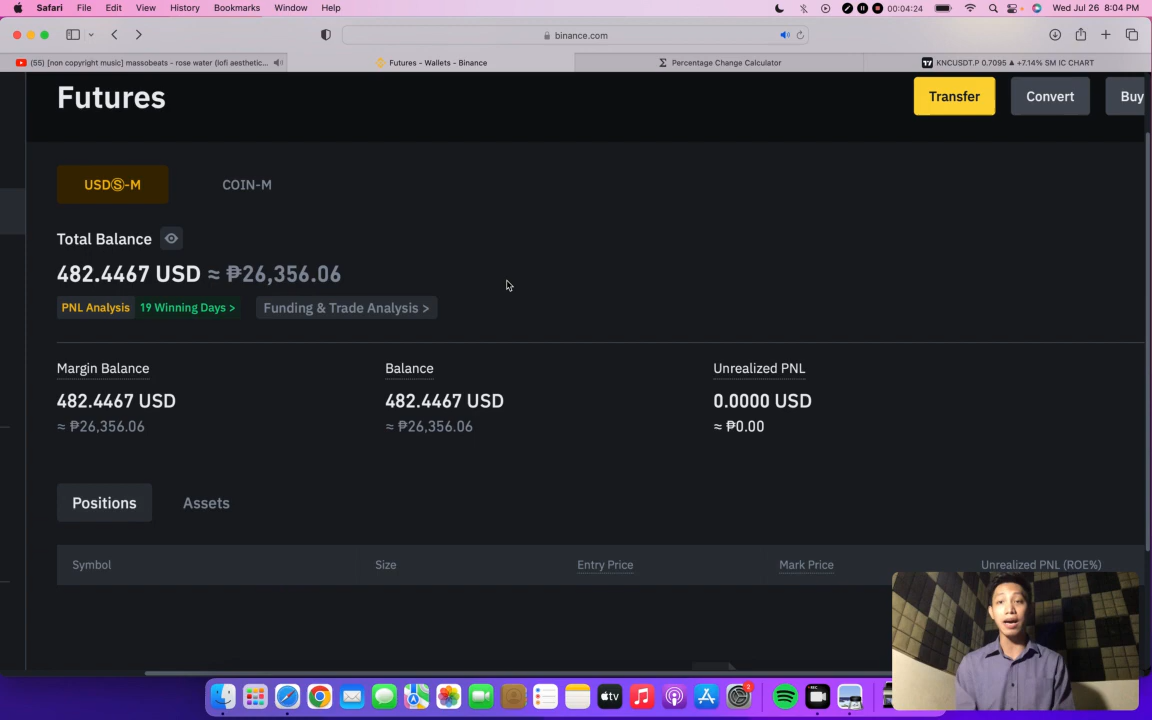 Safari File Edit View History Bookmarks Window Help 00:04:24 Wed Jul 26 8:04 PM
binance.com
(55) [non copyright music] massobeats - rose water (lofi aesthetic... Futures - Wallets - Binance Percentage Change Calculator KNCUSDT.P 0.7095 ▲ +7.14% SM IC CHART
Futures
Transfer Convert Buy
USDⓈ-M COIN-M
Total Balance
482.4467 USD ≈ ₱26,356.06
PNL Analysis 19 Winning Days > Funding & Trade Analysis >
Margin Balance Balance Unrealized PNL
482.4467 USD 482.4467 USD 0.0000 USD
≈ ₱26,356.06 ≈ ₱26,356.06 ≈ ₱0.00
Positions Assets
Symbol Size Entry Price Mark Price Unrealized PNL (ROE%)
tv